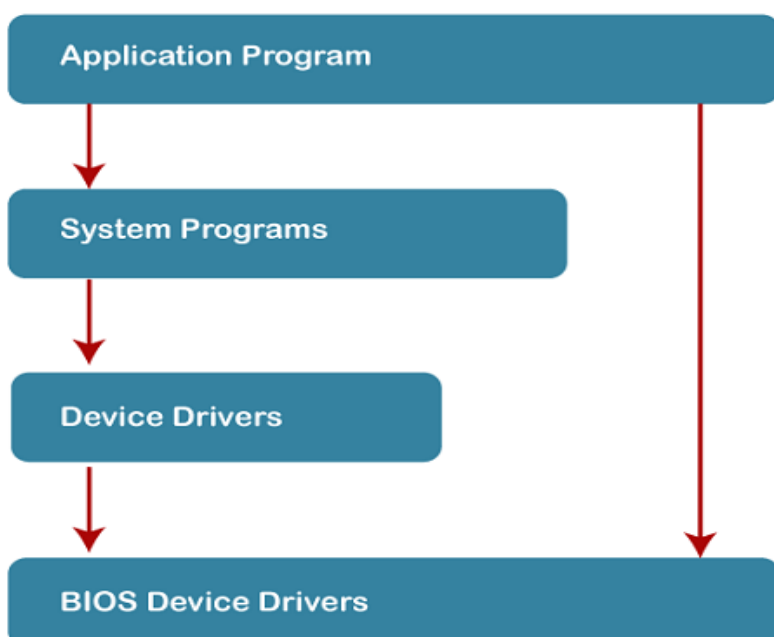 Application Program
System Programs
Device Drivers
BIOS Device Drivers